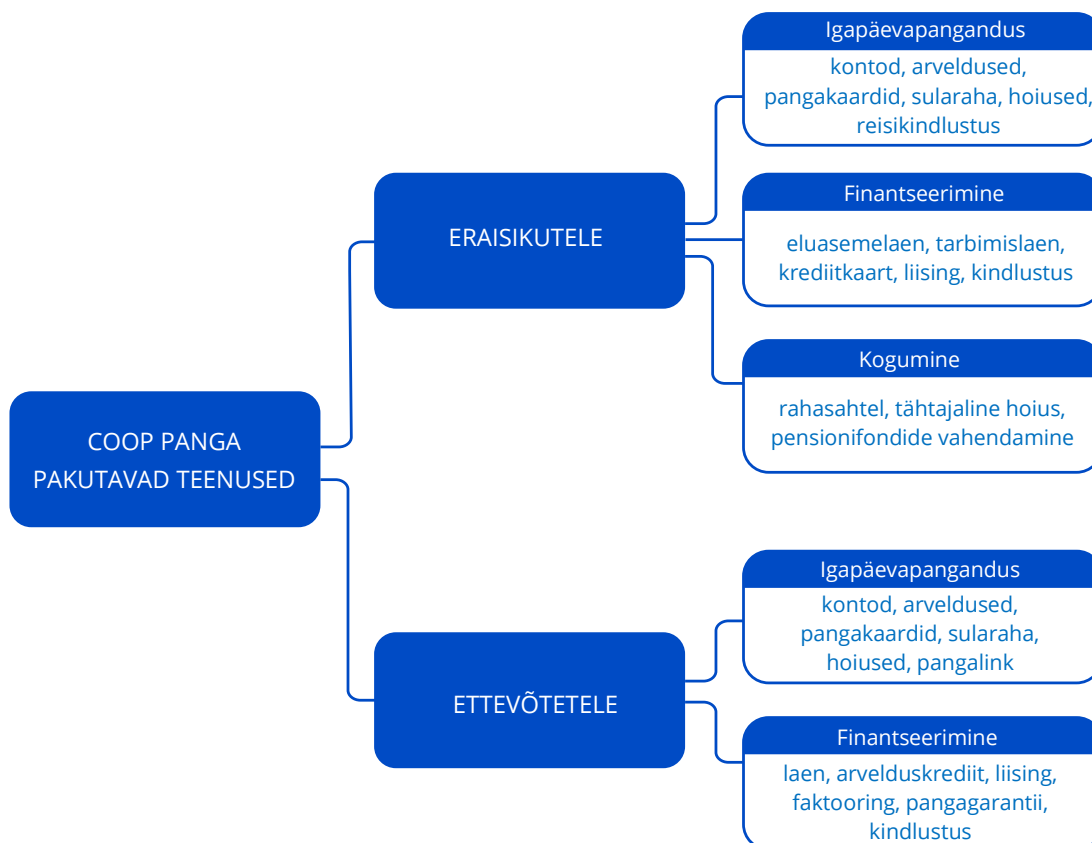 COOP PANGA
PAKUTAVAD TEENUSED
ERAISIKUTELE
Igapäevapangandus
kontod, arveldused,
pangakaardid, sularaha, hoiused,
reisikindlustus
Finantseerimine
eluasemelaen, tarbimislaen,
krediitkaart, liising, kindlustus
Kogumine
rahasahtel, tähtajaline hoius,
pensionifondide vahendamine
ETTEVÕTETELE
Igapäevapangandus
kontod, arveldused,
pangakaardid, sularaha,
hoiused, pangalink
Finantseerimine
laen, arvelduskrediit, liising,
faktooring, pangagarantii,
kindlustus